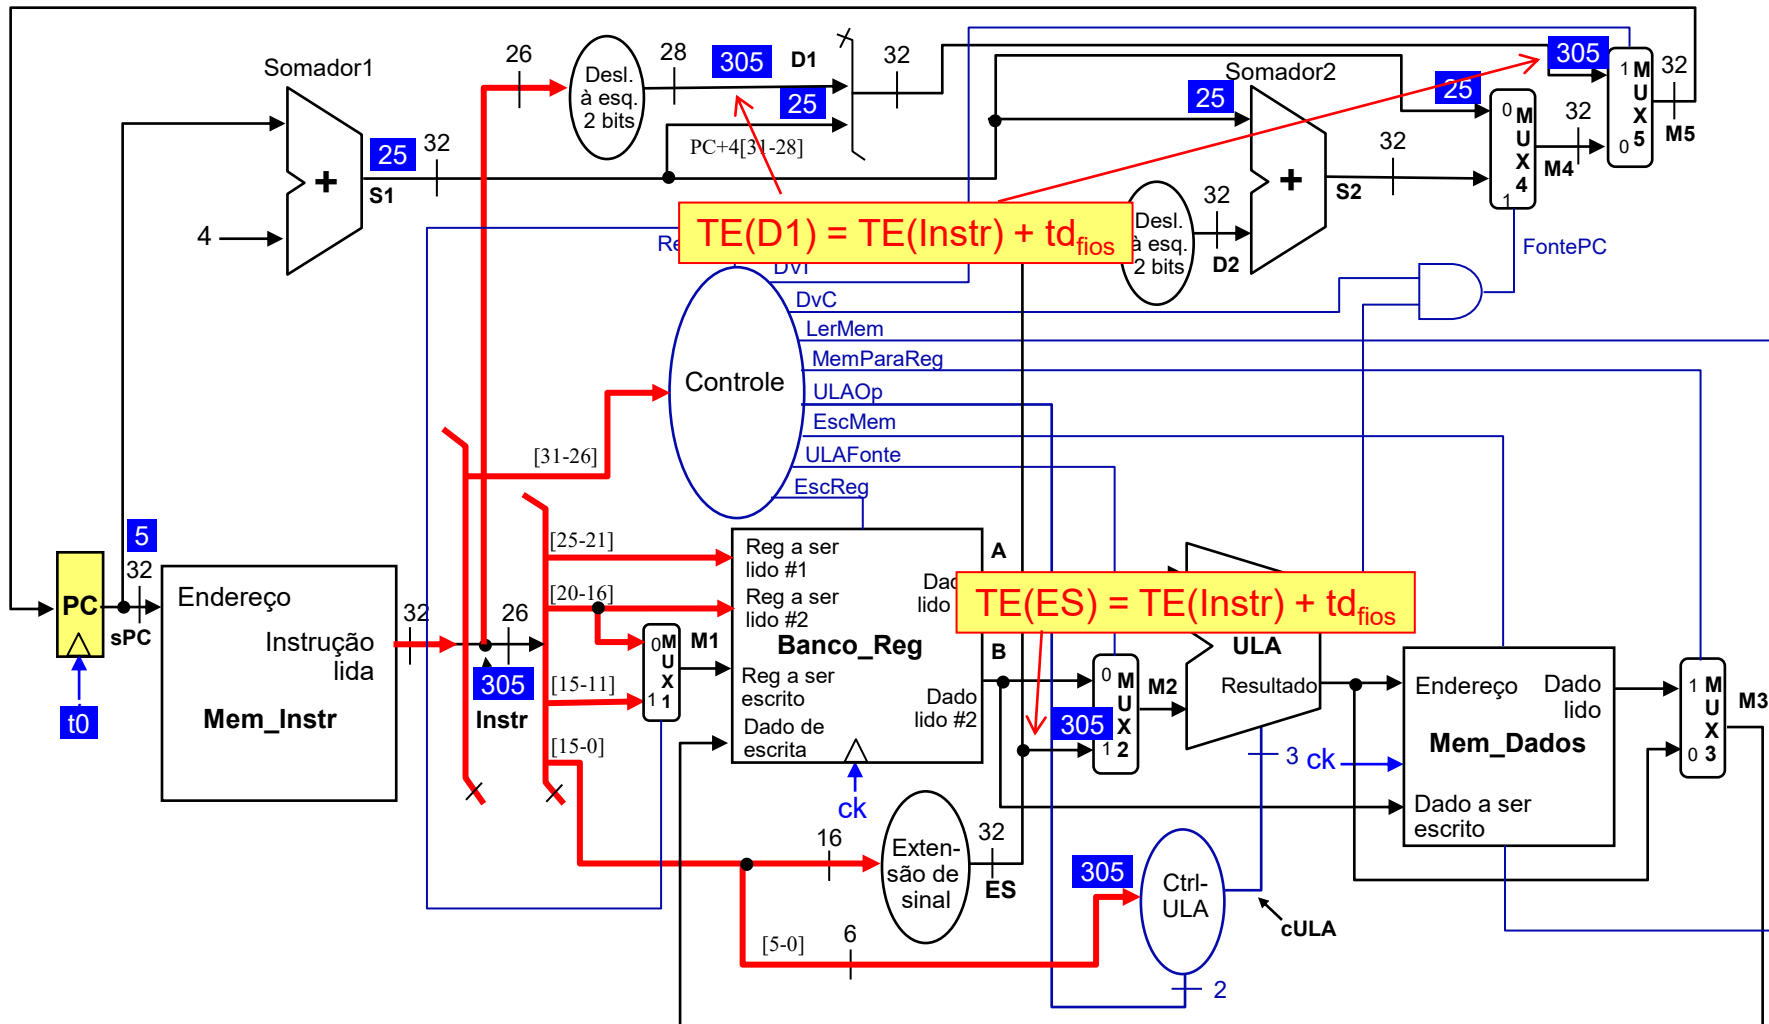 Somador1
26
Desl.
à esq.
2 bits
28
305
D1
25
PC+4[31-28]
32
Somador2
25
25
305
1
0
M
U
X
5
32
M5
0
1
M
U
X
4
32
M4
25
32
S1
+
4
+
32
S2
32
D2
Desl.
à esq.
2 bits
TE(D1) = TE(Instr) + tdfios
FontePC
DvC
LerMem
MemParaReg
ULAOp
EscMem
ULAFonte
EscReg
Controle
[31-26]
[25-21]
[20-16]
[15-11]
[15-0]
5
32
PC
sPC
t0
Endereço
Instrução
lida
Mem_Instr
32
26
305
Instr
0
1
M
U
X
1
M1
Reg a ser
lido #1
Reg a ser
lido #2
Banco_Reg
Reg a ser
escrito
Dado de
escrita
Dado
lido #2
ck
A
B
TE(ES) = TE(Instr) + tdfios
305
0
1
M
U
X
2
M2
ULA
Resultado
3
ck
Endereço
Dado
lido
Mem_Dados
Dado a ser
escrito
1
0
M
U
X
3
M3
16
Exten-
são de
sinal
32
ES
305
Ctrl-
ULA
cULA
[5-0]
6
2